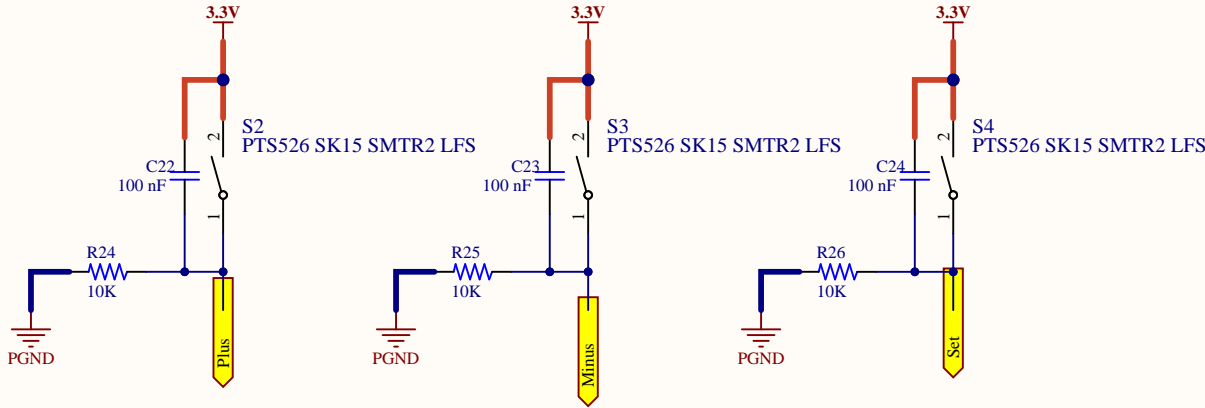 3.3V
3.3V
3.3V
S2
PTS526 SK15 SMTR2 LFS
2
C22
100 nF
1
R24
10K
PGND
Plus
S3
PTS526 SK15 SMTR2 LFS
2
C23
100 nF
1
R25
10K
PGND
Minus
S4
PTS526 SK15 SMTR2 LFS
2
C24
100 nF
1
R26
10K
PGND
Set